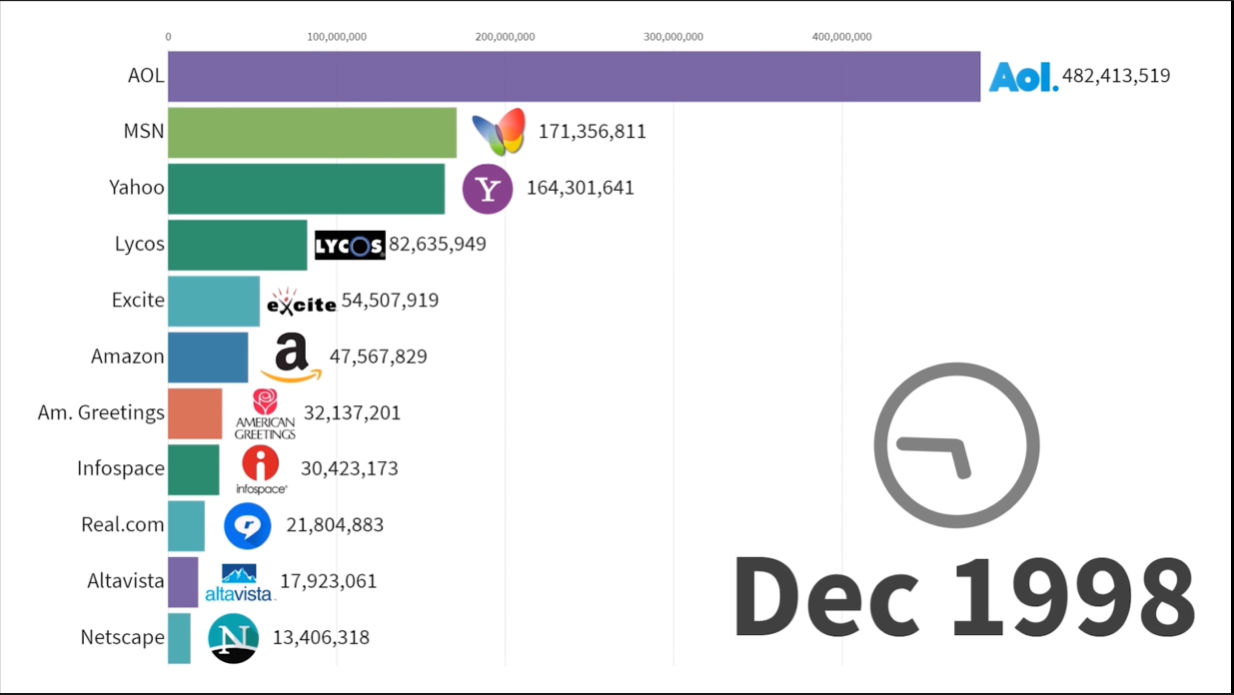 0 100,000,000 200,000,000 300,000,000 400,000,000
AOL Aol. 482,413,519
MSN 171,356,811
Yahoo Y 164,301,641
Lycos LYCOS 82,635,949
Excite excite 54,507,919
Amazon a 47,567,829
Am. Greetings AMERICAN GREETINGS 32,137,201
Infospace i infospace 30,423,173
Real.com r 21,804,883
Altavista altavista 17,923,061
Netscape N 13,406,318
Dec 1998